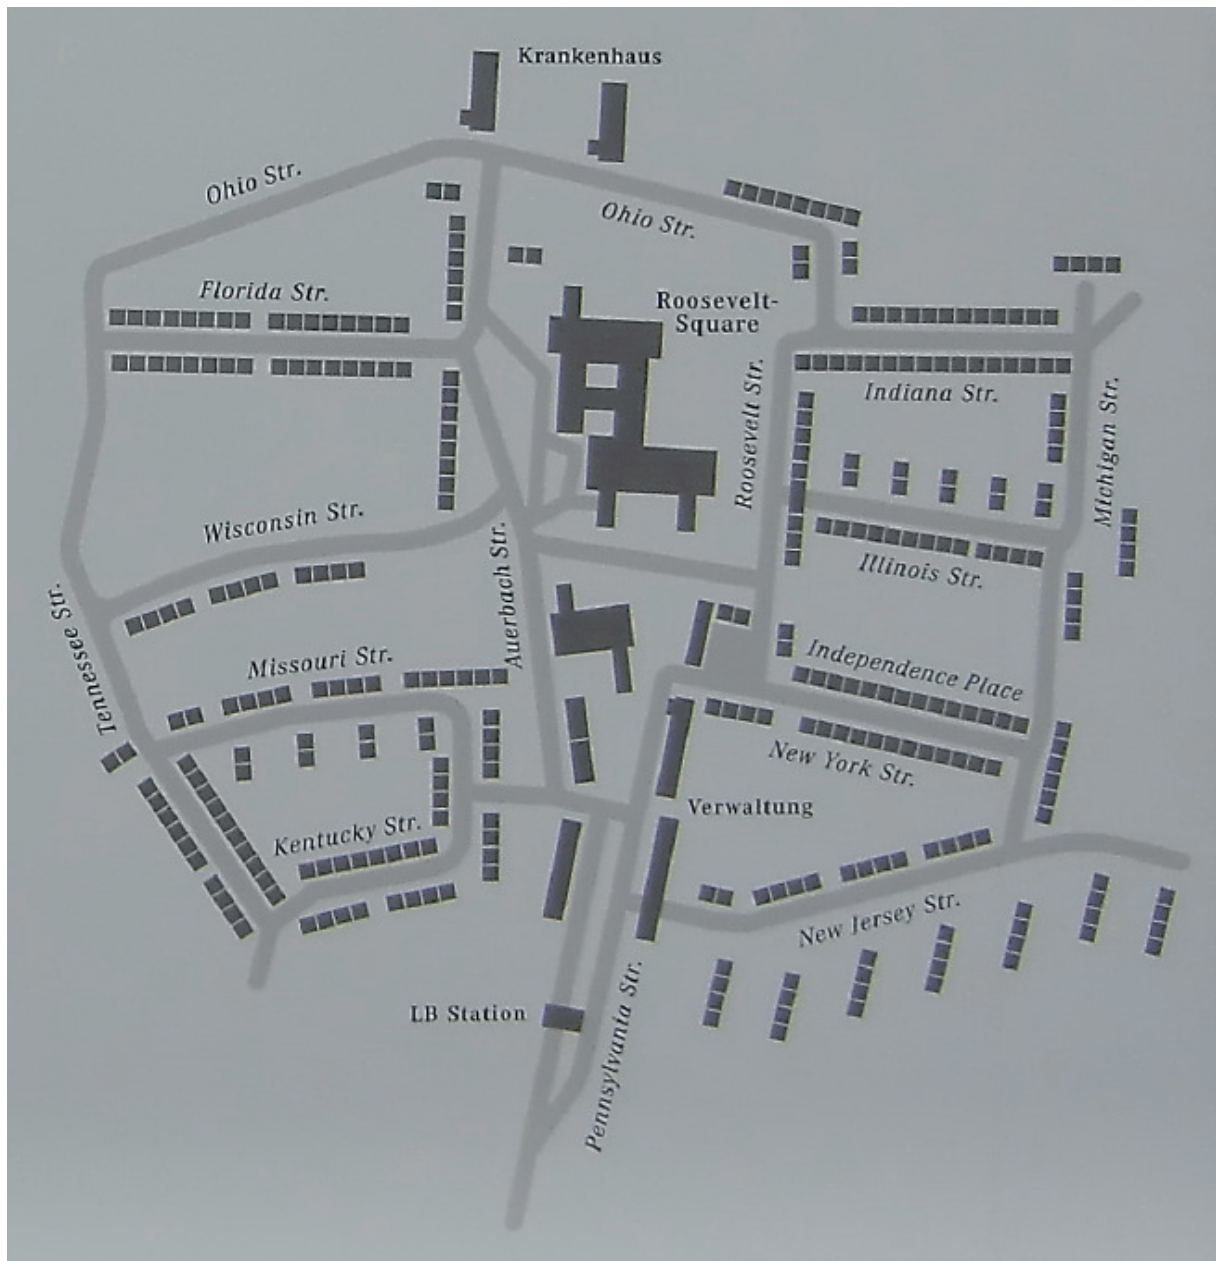 Krankenhaus
Ohio Str.
Ohio Str.
Florida Str.
Roosevelt-
Square
Roosevelt Str.
Indiana Str.
Michigan Str.
Wisconsin Str.
Auerbach Str.
Illinois Str.
Tennessee Str.
Missouri Str.
Independence Place
New York Str.
Verwaltung
Kentucky Str.
New Jersey Str.
LB Station
Pennsylvania Str.